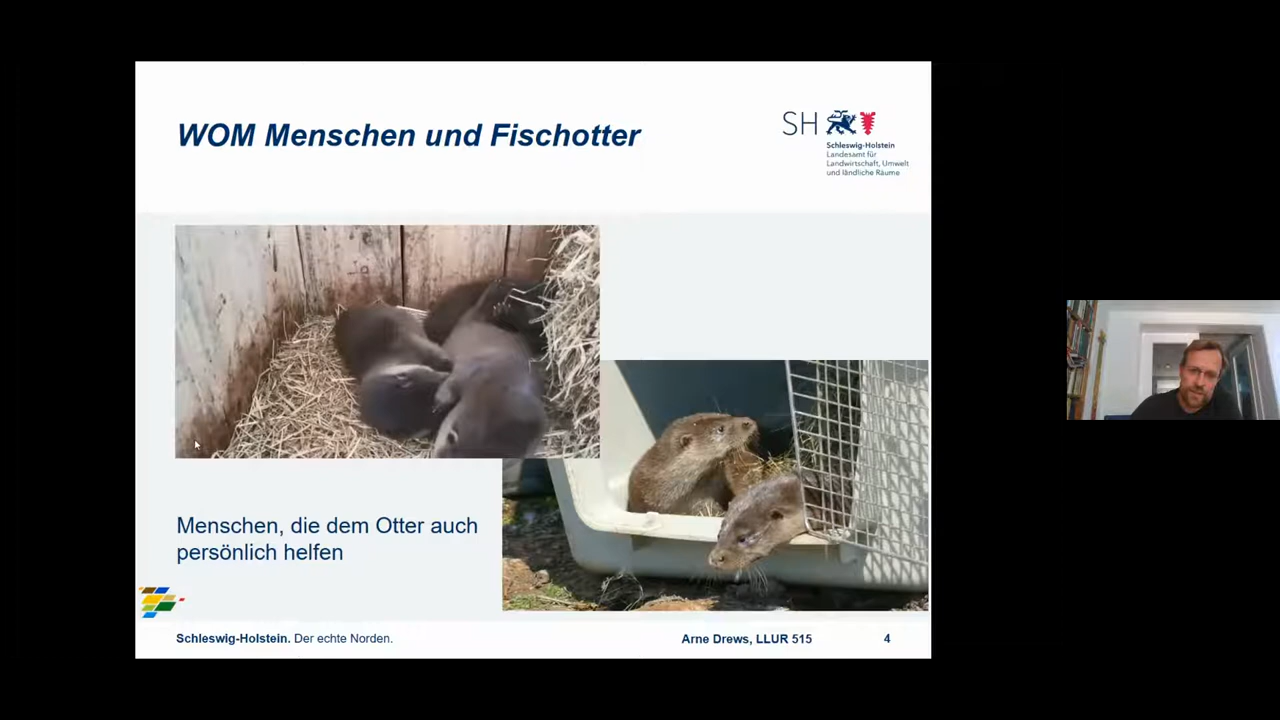 WOM Menschen und Fischotter
SH
Schleswig-Holstein
Landesamt für
Landwirtschaft, Umwelt
und ländliche Räume
Menschen, die dem Otter auch
persönlich helfen
Schleswig-Holstein. Der echte Norden.
Arne Drews, LLUR 515
4